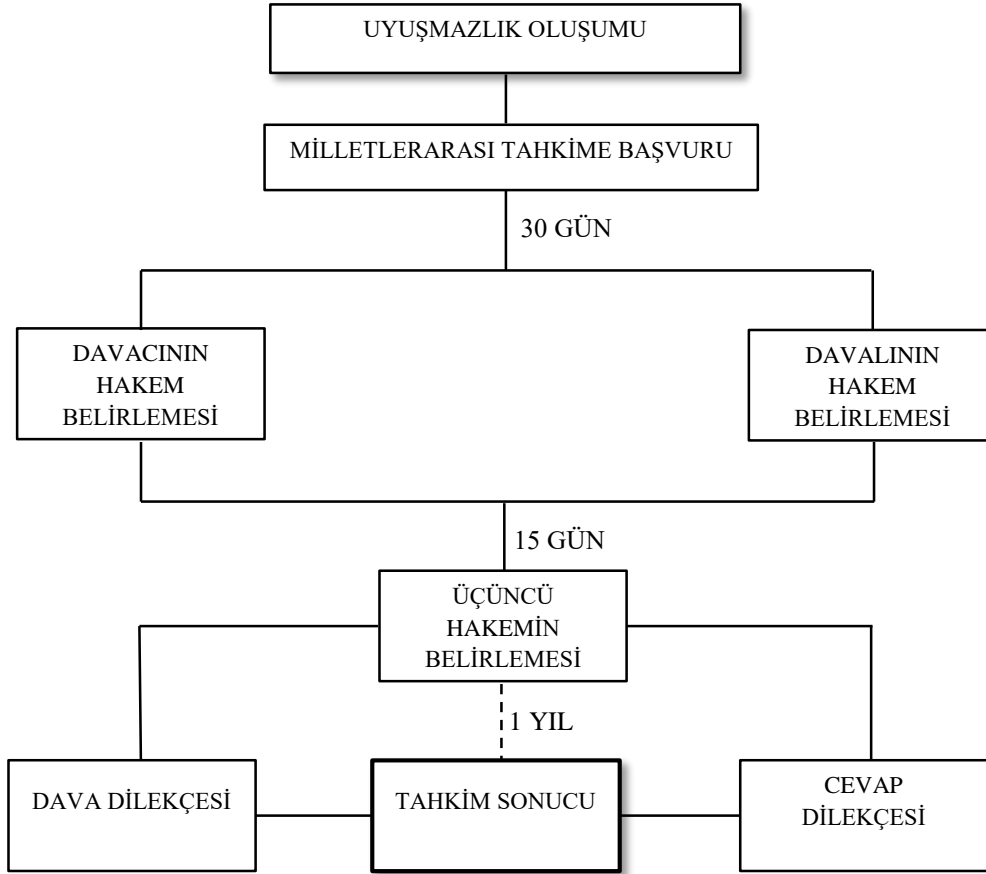 UYUŞMAZLIK OLUŞUMU
MİLLETLERARASI TAHKİME BAŞVURU
30 GÜN
DAVACININ
HAKEM
BELİRLEMESİ
DAVALININ
HAKEM
BELİRLEMESİ
15 GÜN
ÜÇÜNCÜ
HAKEMİN
BELİRLEMESİ
1 YIL
DAVA DİLEKÇESİ
TAHKİM SONUCU
CEVAP
DİLEKÇESİ